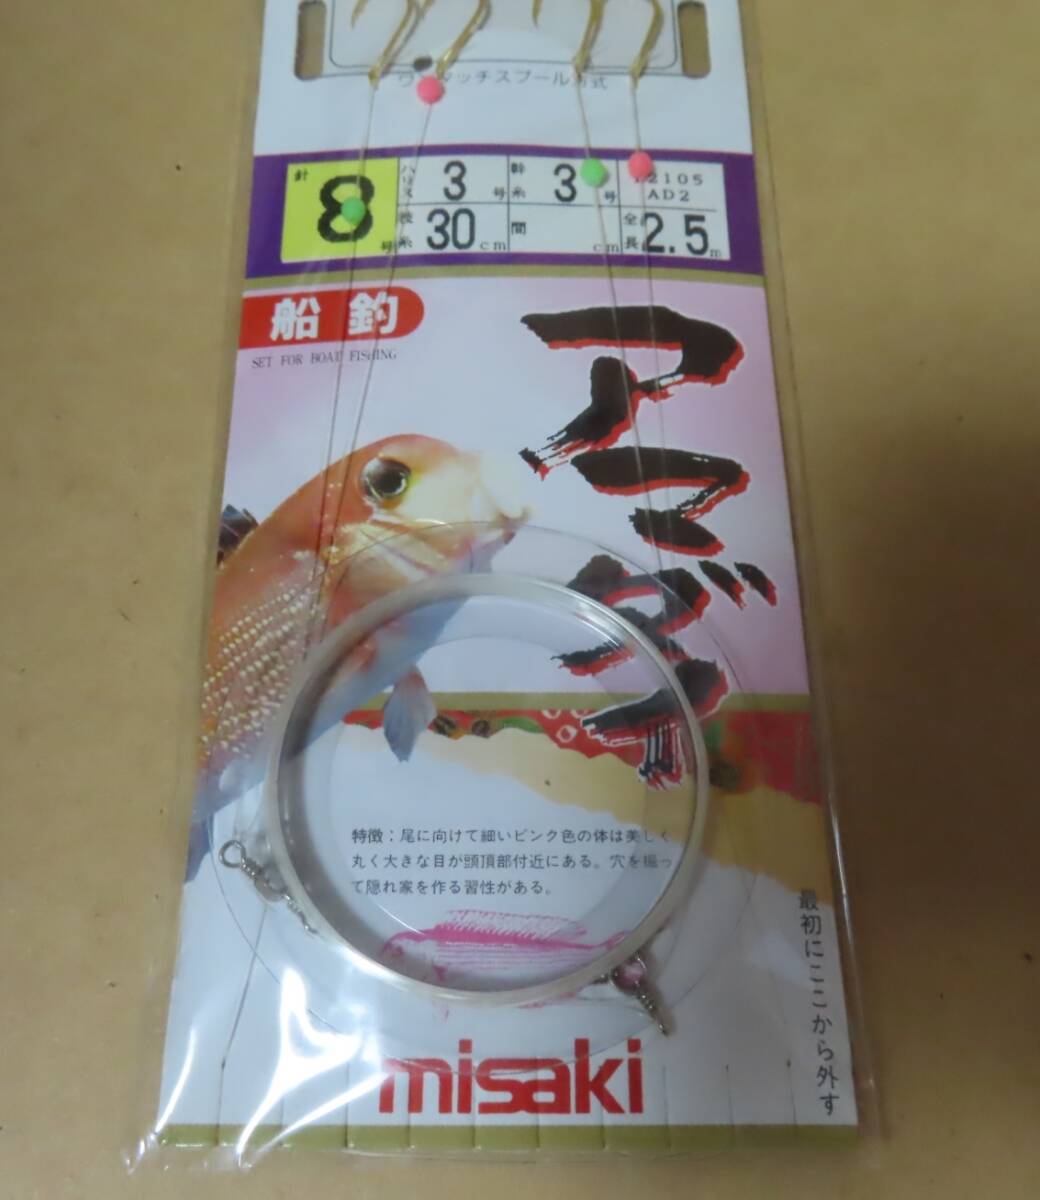 ワンタッチスプール方式
針 8 号
ハリス 3 号
幹糸 3 号
2105
AD2
枝糸 30 cm
間 cm
全長 2.5 m
船釣
SET FOR BOAT FISHING
アマダイ
特徴：尾に向けて細いピンク色の体は美しく
丸く大きな目が頭頂部付近にある。穴を掘っ
て隠れ家を作る習性がある。
最初にここから外す
misaki